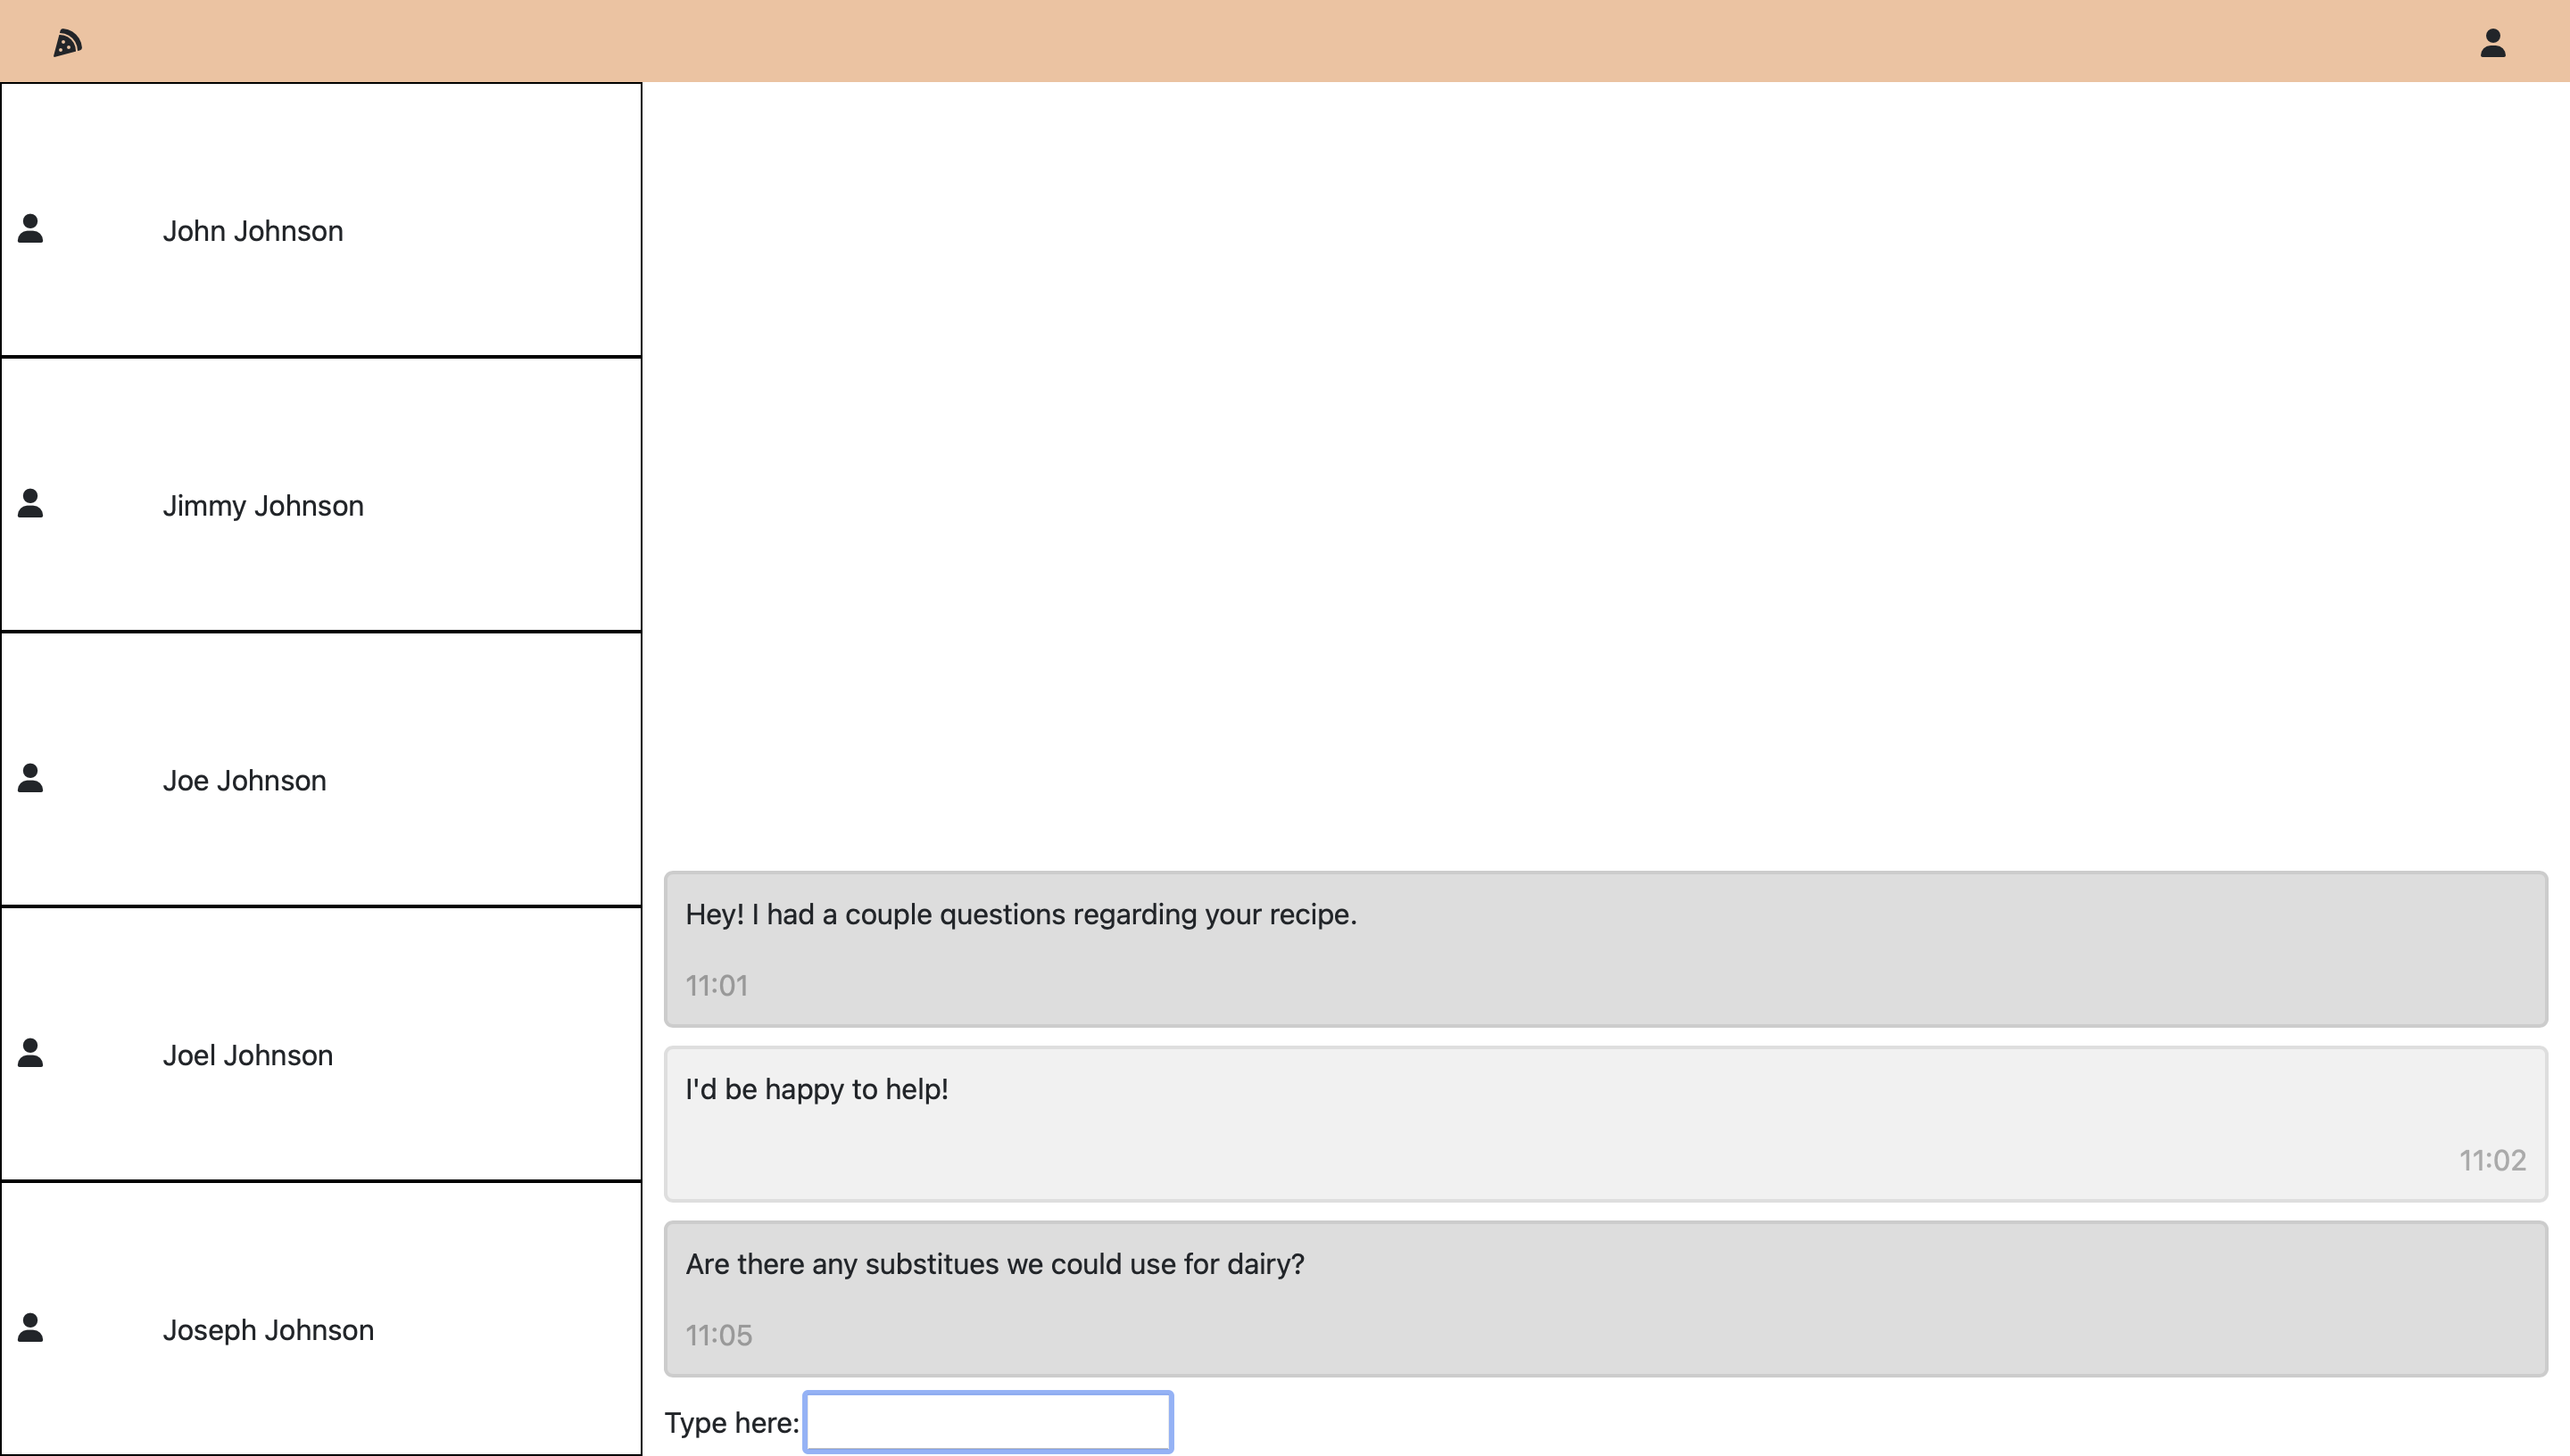 John Johnson
Jimmy Johnson
Joe Johnson
Joel Johnson
Joseph Johnson
Hey! I had a couple questions regarding your recipe.
11:01
I'd be happy to help!
11:02
Are there any substitues we could use for dairy?
11:05
Type here: